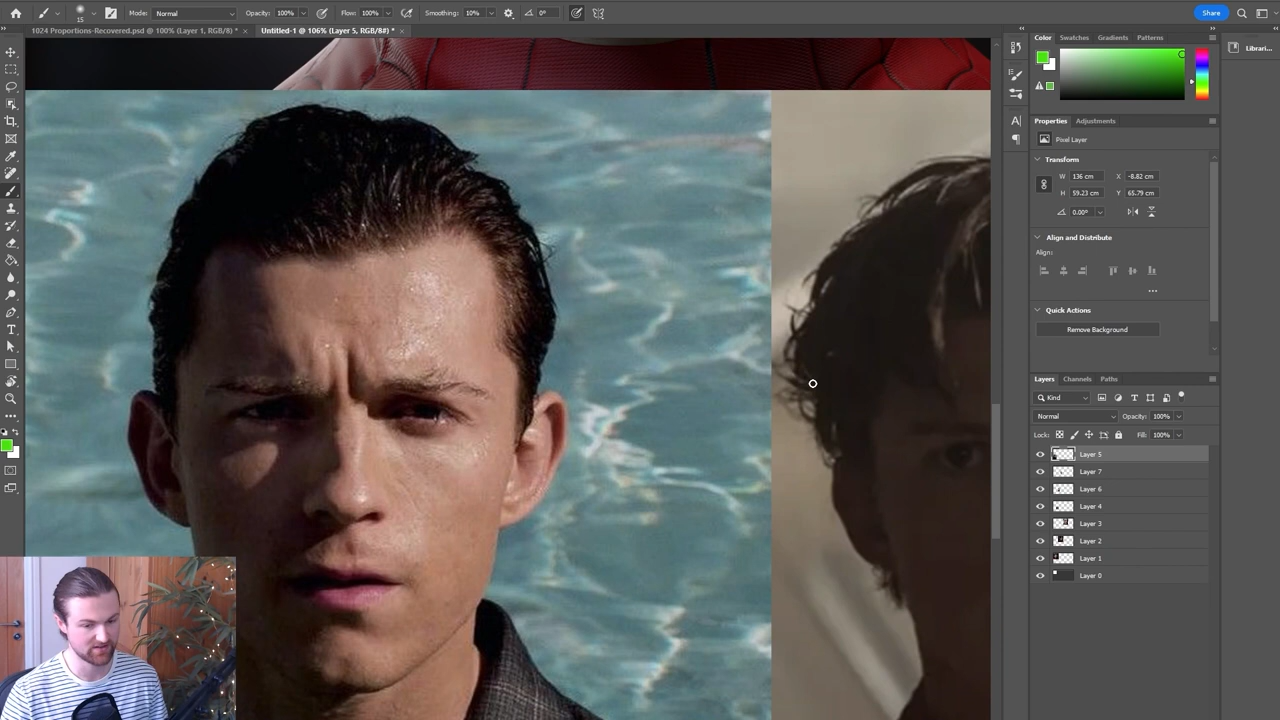 15
Mode: Normal
Opacity: 100%
Flow: 100%
Smoothing: 10%
0°
Share
1024 Proportions-Recovered.psd @ 100% (Layer 1, RGB/8) * ×
Untitled-1 @ 106% (Layer 5, RGB/8#) * ×
Color
Swatches
Gradients
Patterns
Librari...
Properties
Adjustments
Pixel Layer
Transform
W 136 cm X -8.82 cm
H 59.23 cm Y 65.79 cm
0.00°
Align and Distribute
Align:
Quick Actions
Remove Background
Layers
Channels
Paths
Kind
Normal
Opacity: 100%
Lock:
Fill: 100%
Layer 5
Layer 7
Layer 6
Layer 4
Layer 3
Layer 2
Layer 1
Layer 0